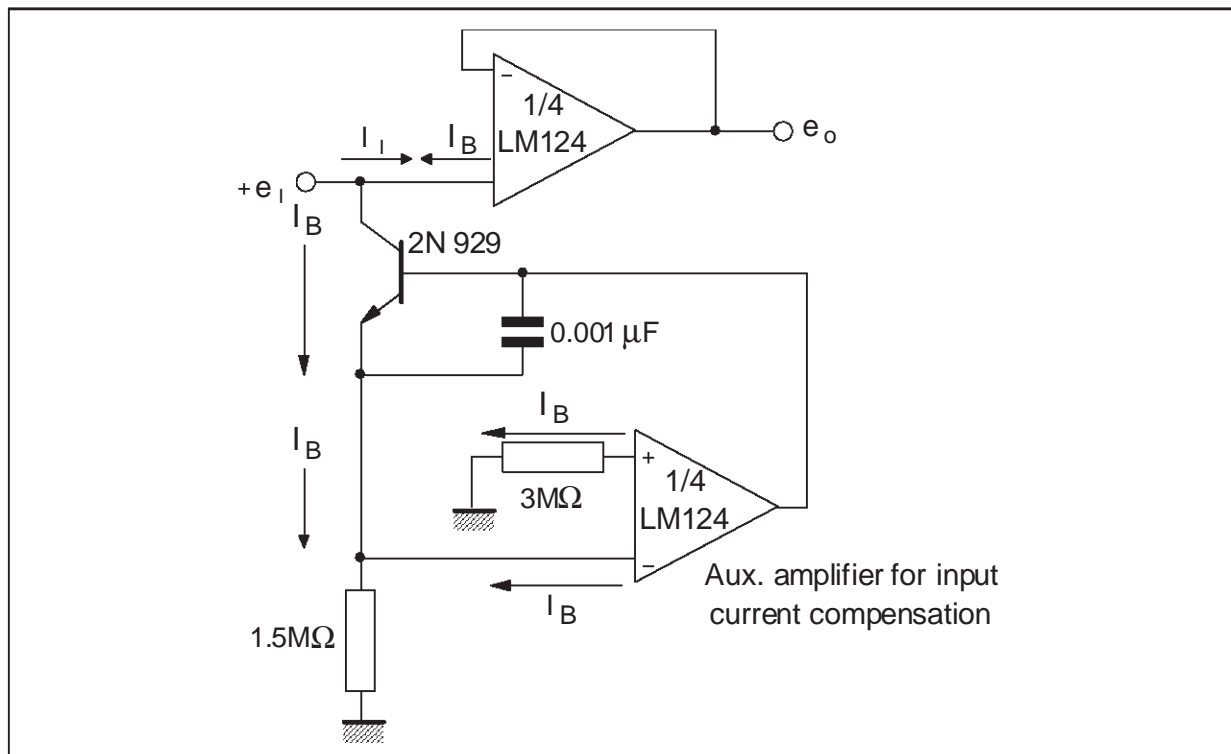 −
1/4
LM124
e o
I I
I B
+e I
I B
2N 929
0.001 µF
I B
I B
+
1/4
3MΩ
LM124
−
I B
Aux. amplifier for input
current compensation
1.5MΩ